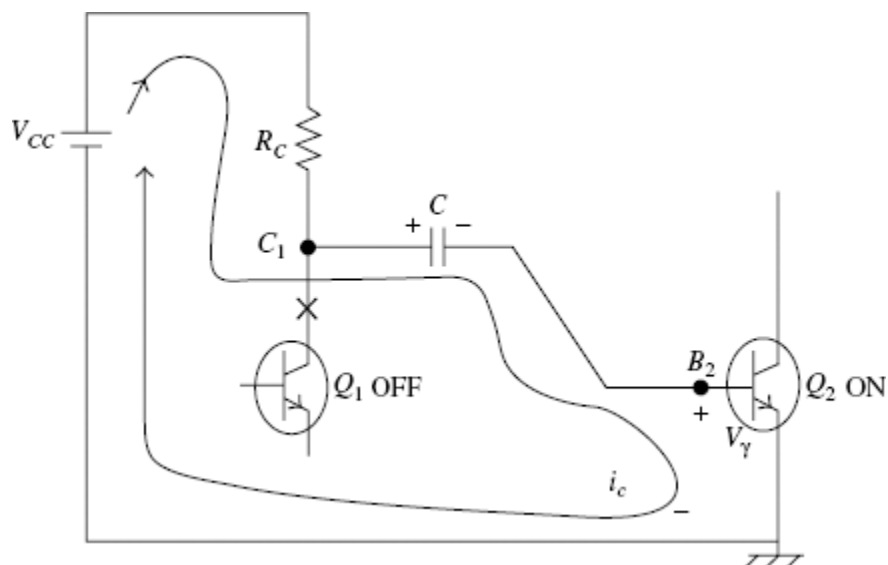 V_CC
R_C
C
+ −
C_1
Q_1 OFF
B_2
+
Q_2 ON
V_γ
i_c
−